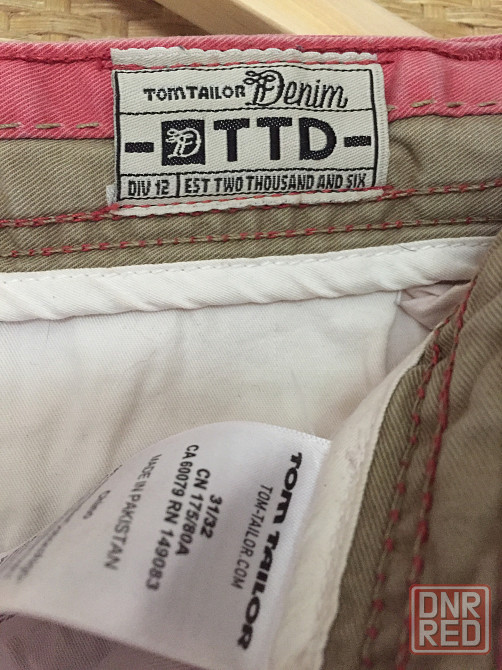 TOM TAILOR Denim
TTD
DIV 12 EST TWO THOUSAND AND SIX
TOM TAILOR
TOM-TAILOR.COM
31/32
CN 175/80A
CA 60079 RN 149083
MADE IN PAKISTAN
DNR
RED